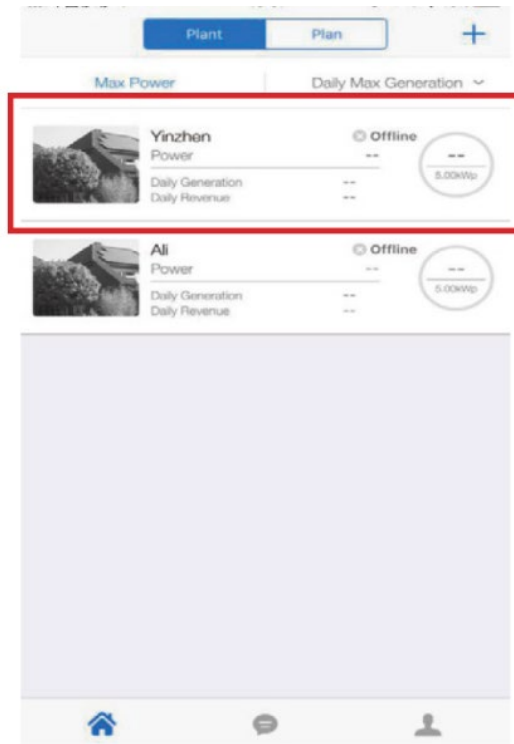 Plant Plan
Max Power Daily Max Generation
Yinzhen Offline
Power -- --
5.00kWp
Daily Generation --
Daily Revenue --
Ali Offline
Power -- --
5.00kWp
Daily Generation --
Daily Revenue --